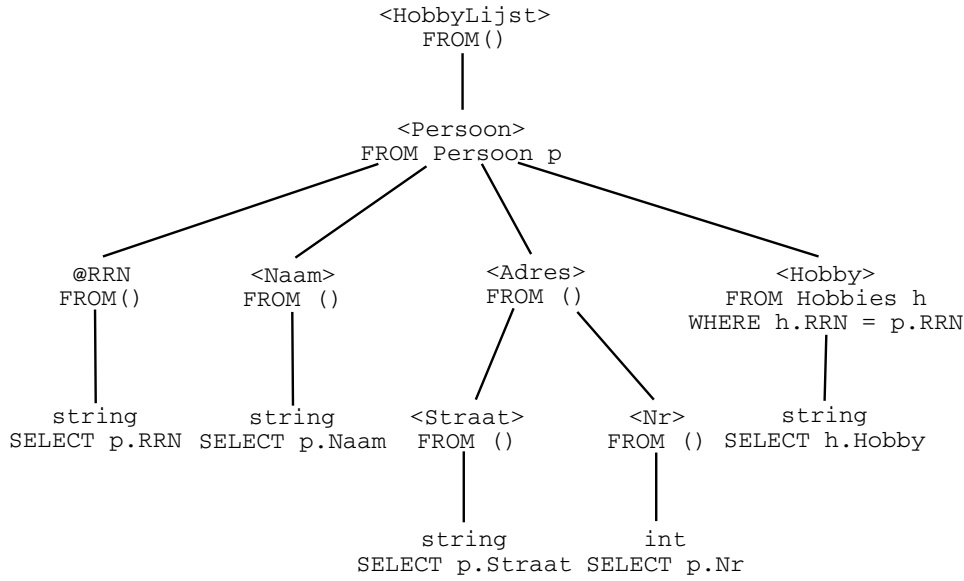 <HobbyLijst>
FROM()
<Persoon>
FROM Persoon p
@RRN
FROM()
<Naam>
FROM ()
<Adres>
FROM ()
<Hobby>
FROM Hobbies h
WHERE h.RRN = p.RRN
string
SELECT p.RRN
string
SELECT p.Naam
<Straat>
FROM ()
<Nr>
FROM ()
string
SELECT h.Hobby
string
SELECT p.Straat
int
SELECT p.Nr